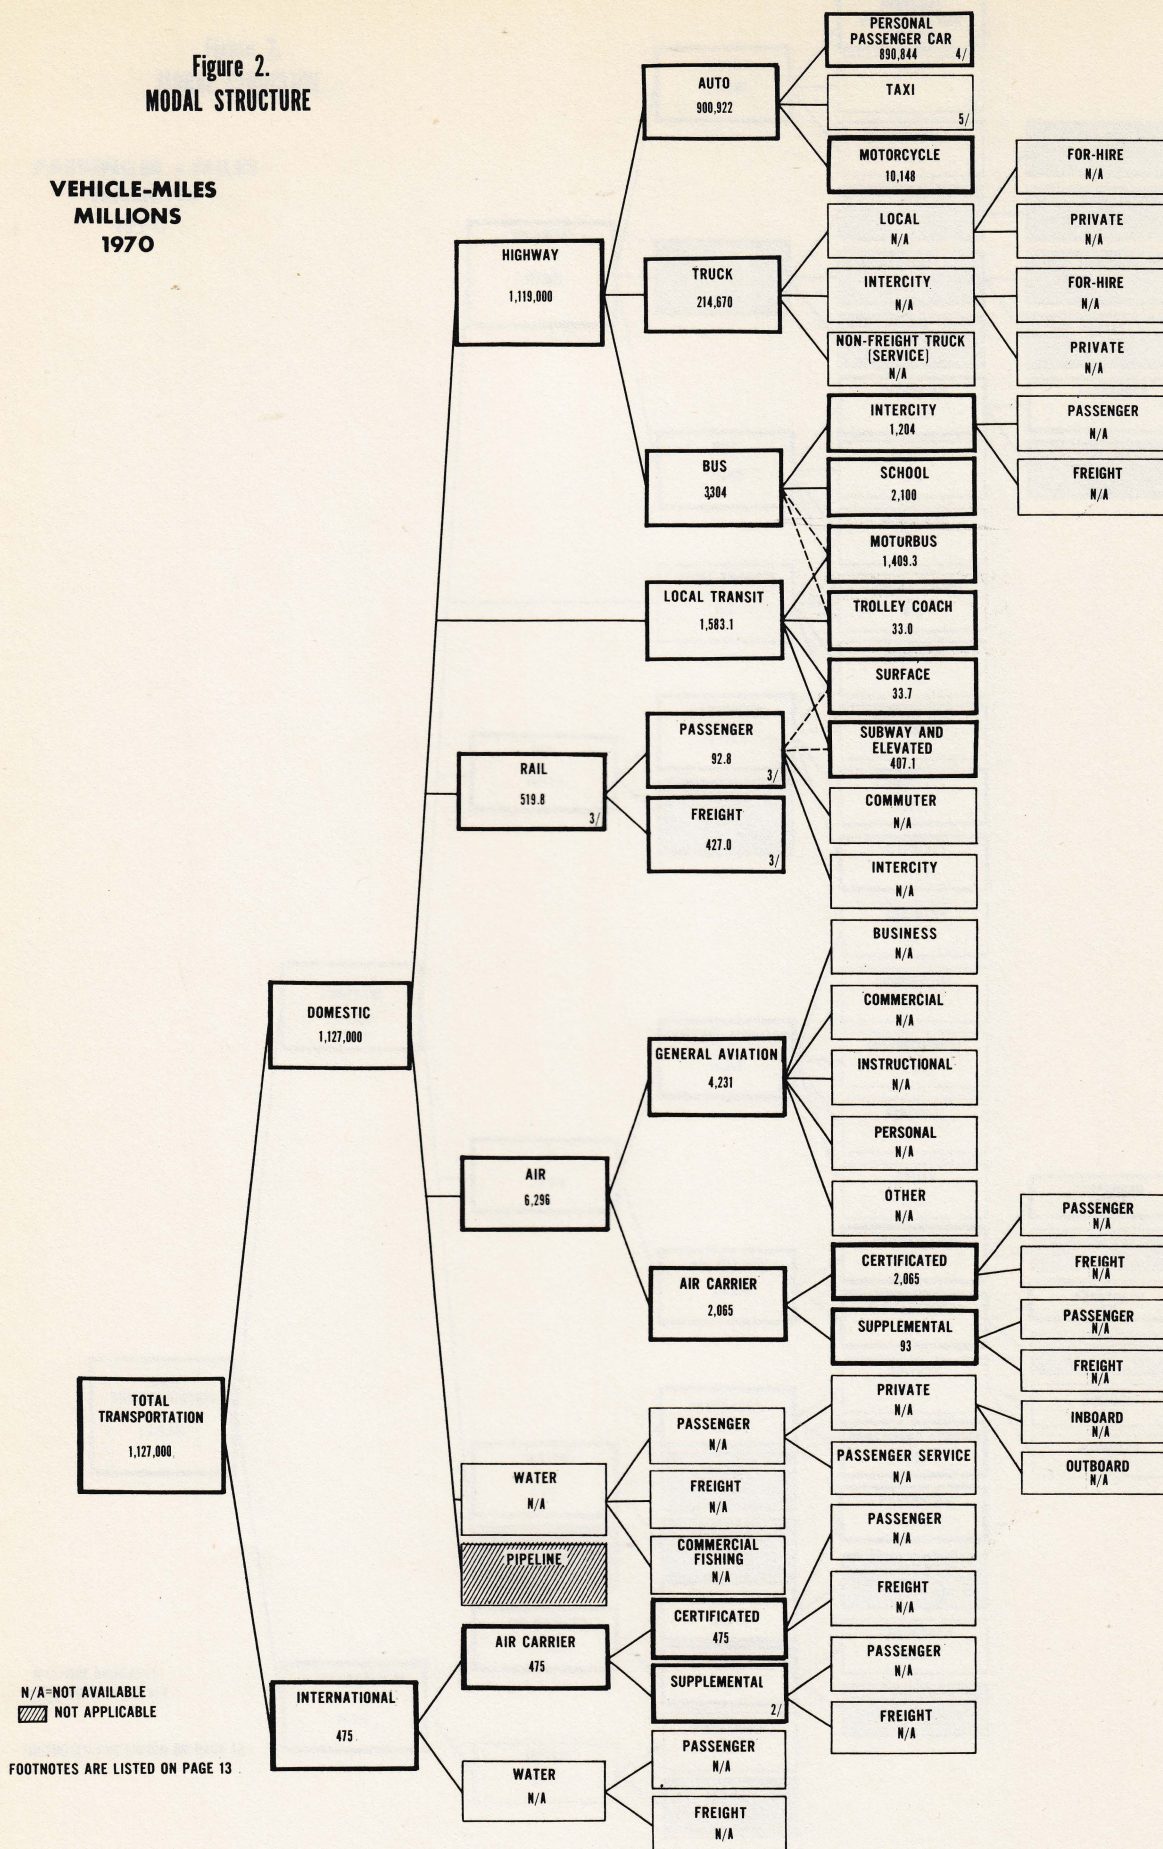 Figure 2.
MODAL STRUCTURE
VEHICLE-MILES
MILLIONS
1970
TOTAL
TRANSPORTATION
1,127,000
DOMESTIC
1,127,000
INTERNATIONAL
475
HIGHWAY
1,119,000
RAIL
519.8
3/
AIR
6,296
WATER
N/A
PIPELINE
AIR CARRIER
475
WATER
N/A
AUTO
900,922
TRUCK
214,670
BUS
3,304
LOCAL TRANSIT
1,583.1
PASSENGER
92.8
3/
FREIGHT
427.0
3/
GENERAL AVIATION
4,231
AIR CARRIER
2,065
PASSENGER
N/A
FREIGHT
N/A
COMMERCIAL
FISHING
N/A
CERTIFICATED
475
SUPPLEMENTAL
2/
PASSENGER
N/A
FREIGHT
N/A
PERSONAL
PASSENGER CAR
890,844 4/
TAXI
5/
MOTORCYCLE
10,148
LOCAL
N/A
INTERCITY
N/A
NON-FREIGHT TRUCK
(SERVICE)
N/A
INTERCITY
1,204
SCHOOL
2,100
MOTORBUS
1,409.3
TROLLEY COACH
33.0
SURFACE
33.7
SUBWAY AND
ELEVATED
407.1
COMMUTER
N/A
INTERCITY
N/A
BUSINESS
N/A
COMMERCIAL
N/A
INSTRUCTIONAL
N/A
PERSONAL
N/A
OTHER
N/A
CERTIFICATED
2,065
SUPPLEMENTAL
93
PRIVATE
N/A
PASSENGER SERVICE
N/A
PASSENGER
N/A
FREIGHT
N/A
PASSENGER
N/A
FREIGHT
N/A
FOR-HIRE
N/A
PRIVATE
N/A
FOR-HIRE
N/A
PRIVATE
N/A
PASSENGER
N/A
FREIGHT
N/A
PASSENGER
N/A
FREIGHT
N/A
PASSENGER
N/A
FREIGHT
N/A
INBOARD
N/A
OUTBOARD
N/A
N/A=NOT AVAILABLE
NOT APPLICABLE
FOOTNOTES ARE LISTED ON PAGE 13